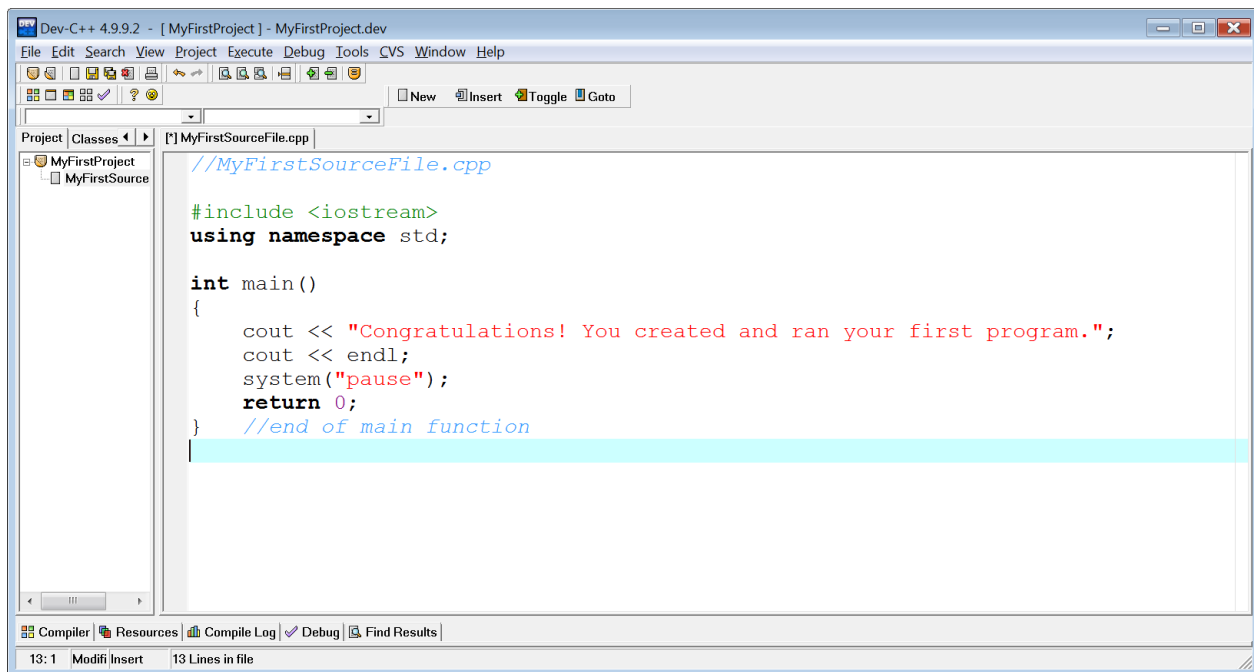 Dev-C++ 4.9.9.2 - [ MyFirstProject ] - MyFirstProject.dev
File Edit Search View Project Execute Debug Tools CVS Window Help
New Insert Toggle Goto
Project Classes [*] MyFirstSourceFile.cpp
MyFirstProject
MyFirstSource
//MyFirstSourceFile.cpp
#include <iostream>
using namespace std;
int main()
{
cout << "Congratulations! You created and ran your first program.";
cout << endl;
system("pause");
return 0;
} //end of main function
Compiler Resources Compile Log Debug Find Results
13: 1 Modifi Insert 13 Lines in file